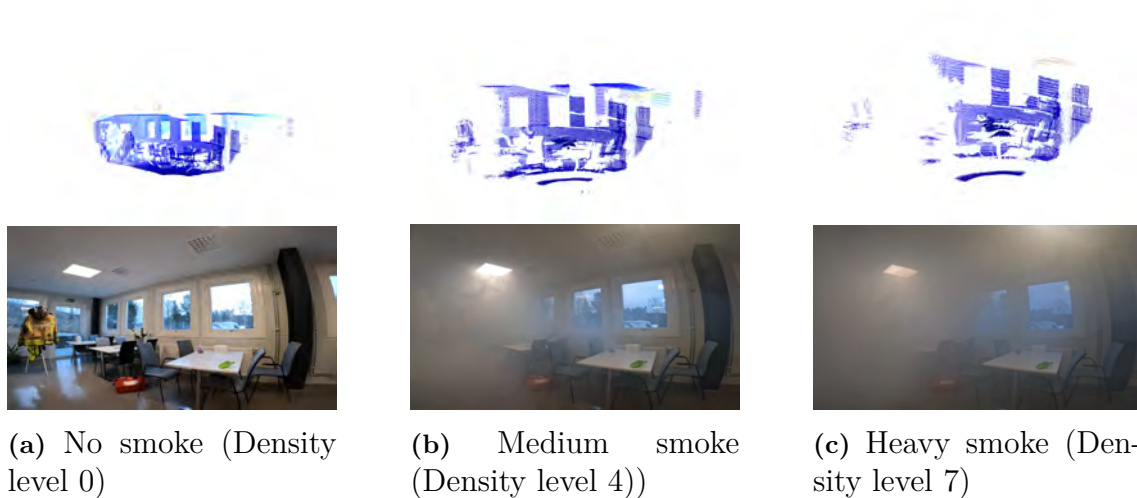 (a) No smoke (Density
level 0)
(b) Medium smoke
(Density level 4))
(c) Heavy smoke (Den-
sity level 7)